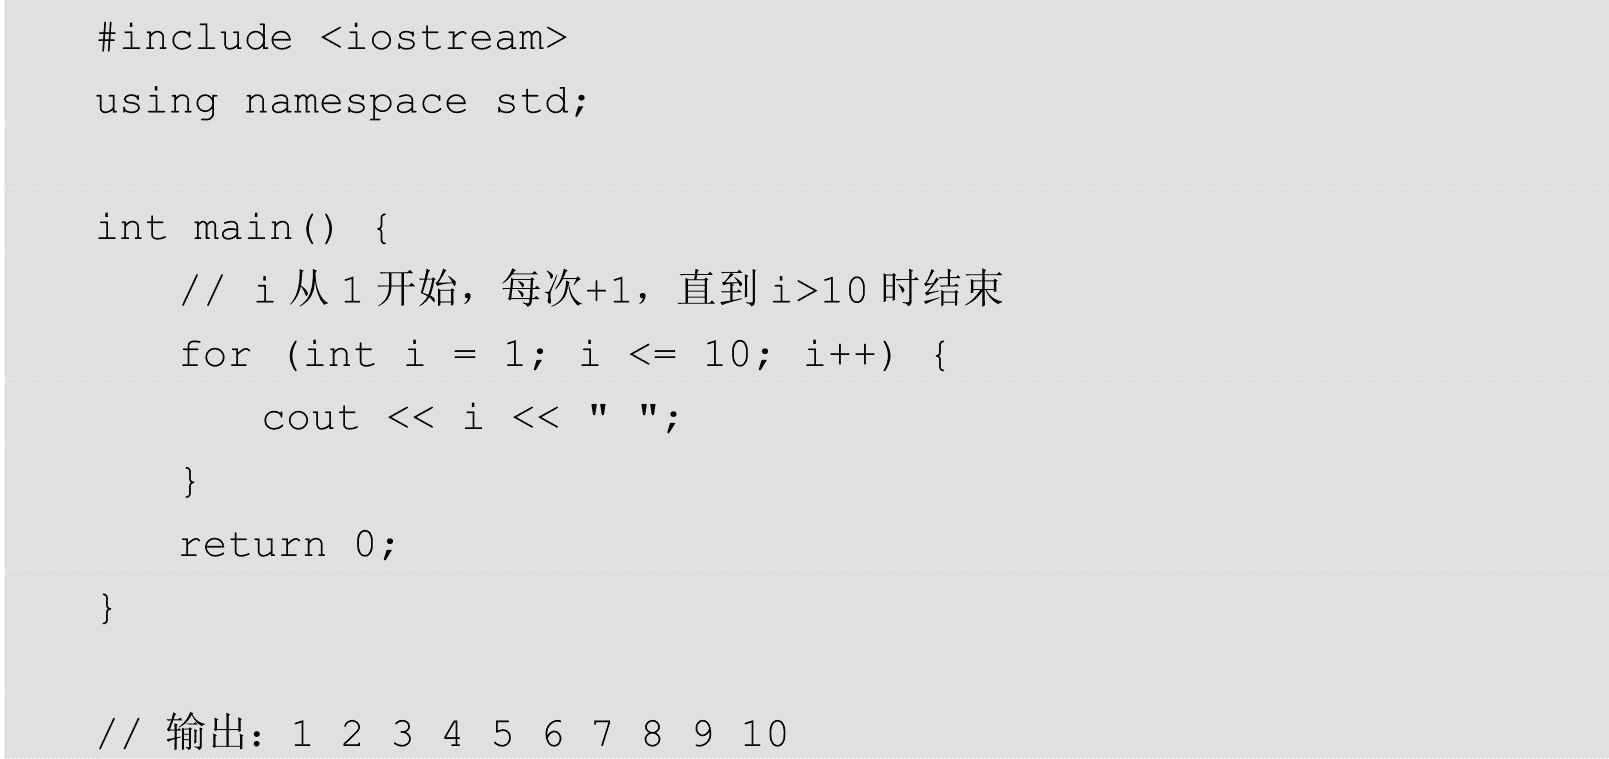 #include <iostream>
using namespace std;
int main() {
// i 从 1 开始，每次+1，直到 i>10 时结束
for (int i = 1; i <= 10; i++) {
cout << i << " ";
}
return 0;
}
// 输出：1 2 3 4 5 6 7 8 9 10